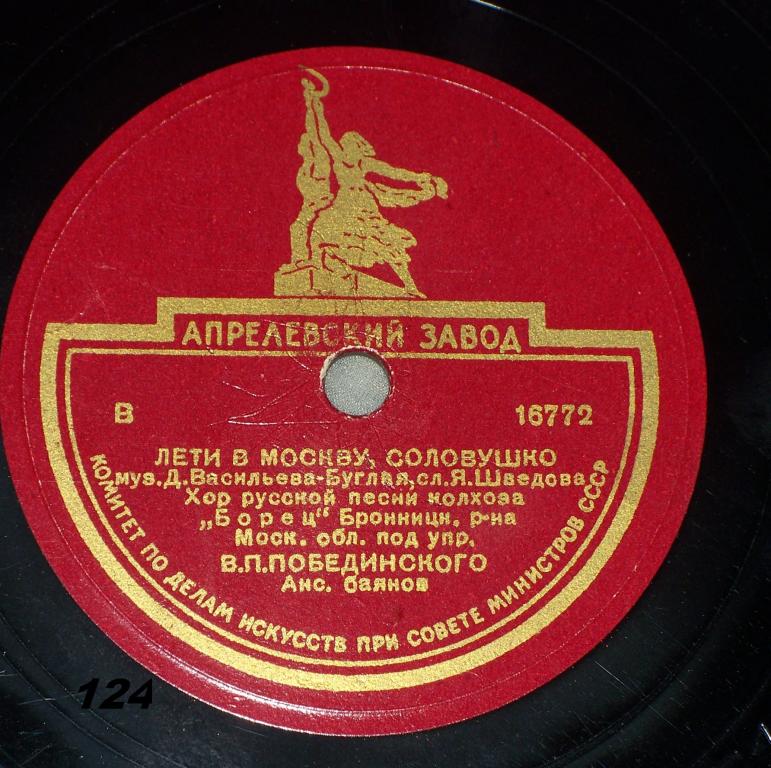 АПРЕЛЕВСКИЙ ЗАВОД
В 16772
ЛЕТИ В МОСКВУ, СОЛОВУШКО
муз. Д. Васильева-Буглая, сл. Я. Шведова
Хор русской песни колхоза
„Борец“ Бронницк. р-на
Моск. обл. под упр.
В.П.ПОБЕДИНСКОГО
Анс. баянов
КОМИТЕТ ПО ДЕЛАМ ИСКУССТВ ПРИ СОВЕТЕ МИНИСТРОВ СССР
124